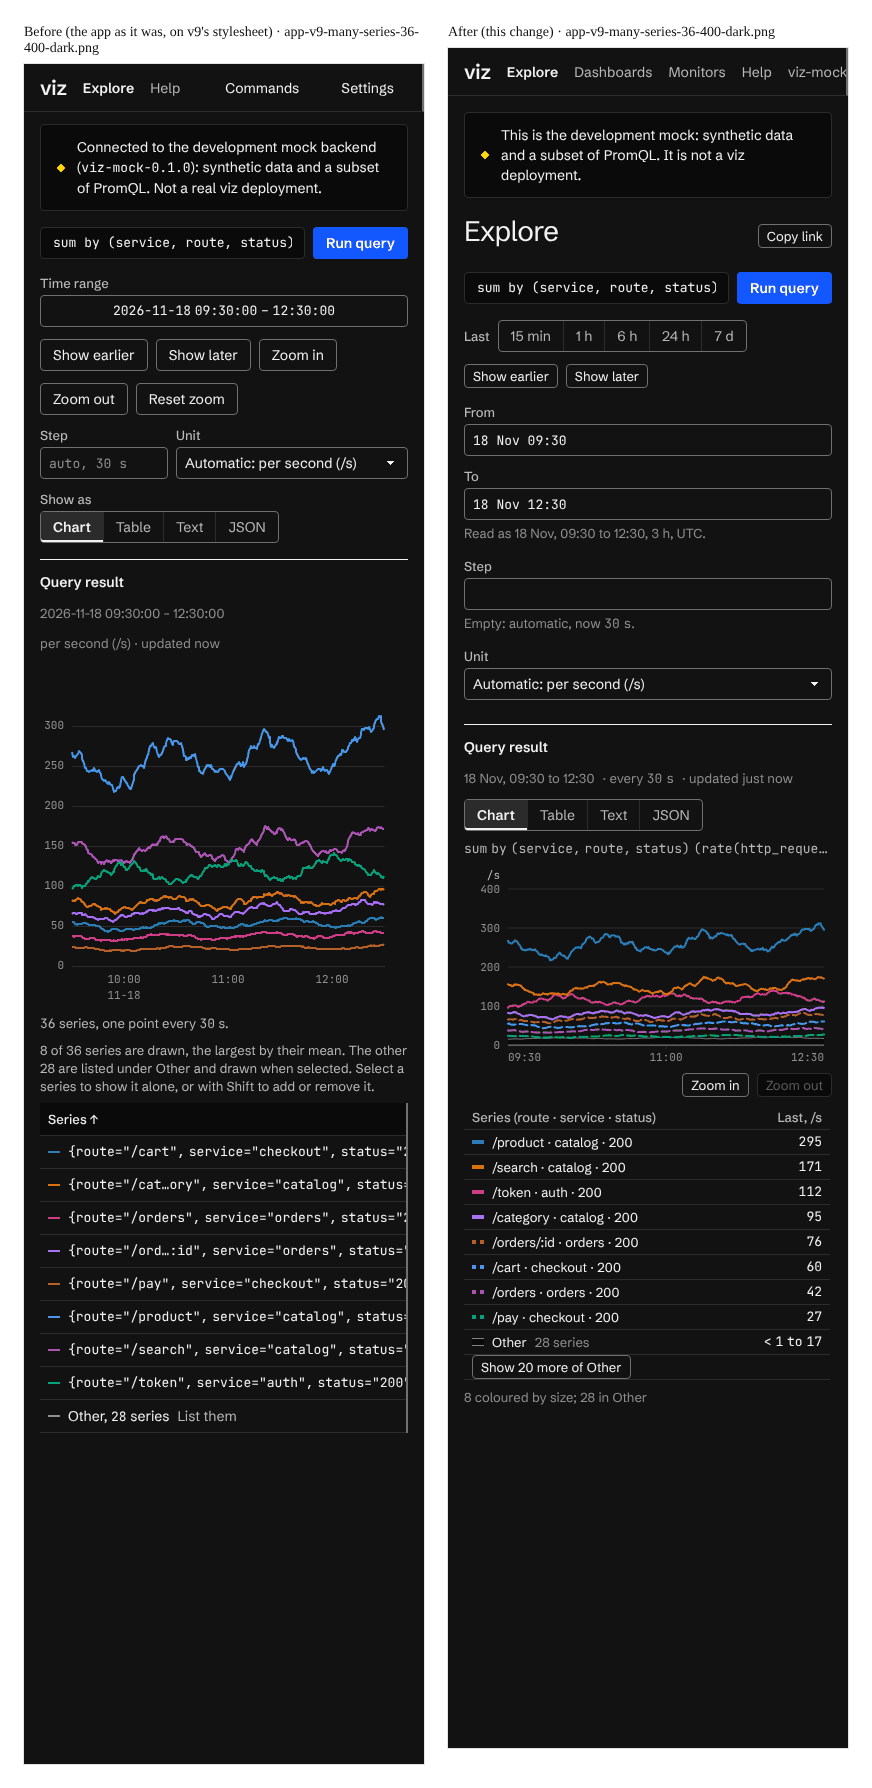 Before (the app as it was, on v9's stylesheet) · app-v9-many-series-36-
400-dark.png
viz Explore Help Commands Settings
Connected to the development mock backend
(viz-mock-0.1.0): synthetic data and a subset
of PromQL. Not a real viz deployment.
sum by (service, route, status)
Run query
Time range
2026-11-18 09:30:00 – 12:30:00
Show earlier
Show later
Zoom in
Zoom out
Reset zoom
Step
Unit
auto, 30 s
Automatic: per second (/s)
Show as
Chart Table Text JSON
Query result
2026-11-18 09:30:00 – 12:30:00
per second (/s) · updated now
300
250
200
150
100
50
0
10:00 11:00 12:00
11-18
36 series, one point every 30 s.
8 of 36 series are drawn, the largest by their mean. The other
28 are listed under Other and drawn when selected. Select a
series to show it alone, or with Shift to add or remove it.
Series ↑
{route="/cart", service="checkout", status="2
{route="/cat…ory", service="catalog", status=
{route="/orders", service="orders", status="2
{route="/ord…:id", service="orders", status="
{route="/pay", service="checkout", status="20
{route="/product", service="catalog", status=
{route="/search", service="catalog", status="
{route="/token", service="auth", status="200"
Other, 28 series List them
After (this change) · app-v9-many-series-36-400-dark.png
viz Explore Dashboards Monitors Help viz-mock
This is the development mock: synthetic data
and a subset of PromQL. It is not a viz
deployment.
Explore
Copy link
sum by (service, route, status)
Run query
Last 15 min 1 h 6 h 24 h 7 d
Show earlier
Show later
From
18 Nov 09:30
To
18 Nov 12:30
Read as 18 Nov, 09:30 to 12:30, 3 h, UTC.
Step
Empty: automatic, now 30 s.
Unit
Automatic: per second (/s)
Query result
18 Nov, 09:30 to 12:30 · every 30 s · updated just now
Chart Table Text JSON
sum by (service, route, status) (rate(http_reque…
/s
400
300
200
100
0
09:30 11:00 12:30
Zoom in
Zoom out
Series (route · service · status) Last, /s
/product · catalog · 200 295
/search · catalog · 200 171
/token · auth · 200 112
/category · catalog · 200 95
/orders/:id · orders · 200 76
/cart · checkout · 200 60
/orders · orders · 200 42
/pay · checkout · 200 27
Other 28 series < 1 to 17
Show 20 more of Other
8 coloured by size; 28 in Other